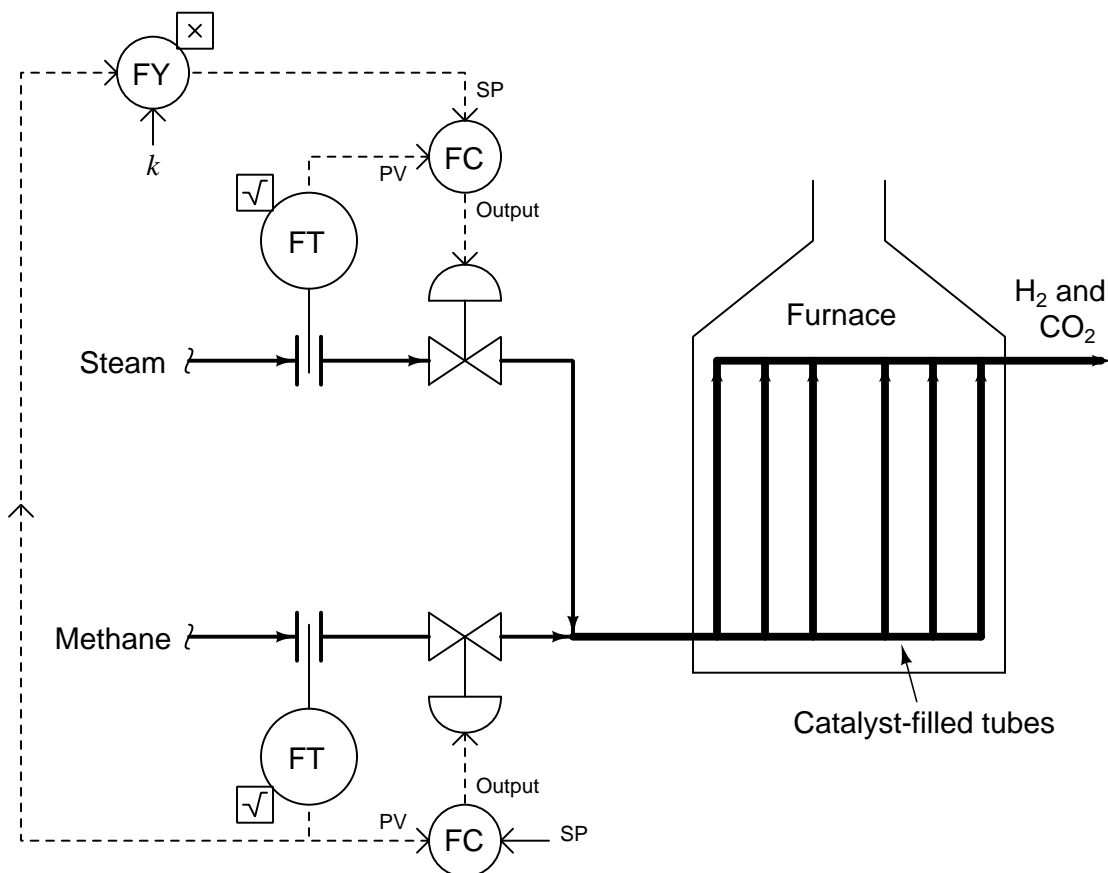 ×
FY
SP
k
FC
PV
√
Output
FT
H₂ and
CO₂
Furnace
Steam
Methane
Catalyst-filled tubes
FT
Output
√
PV
FC
SP